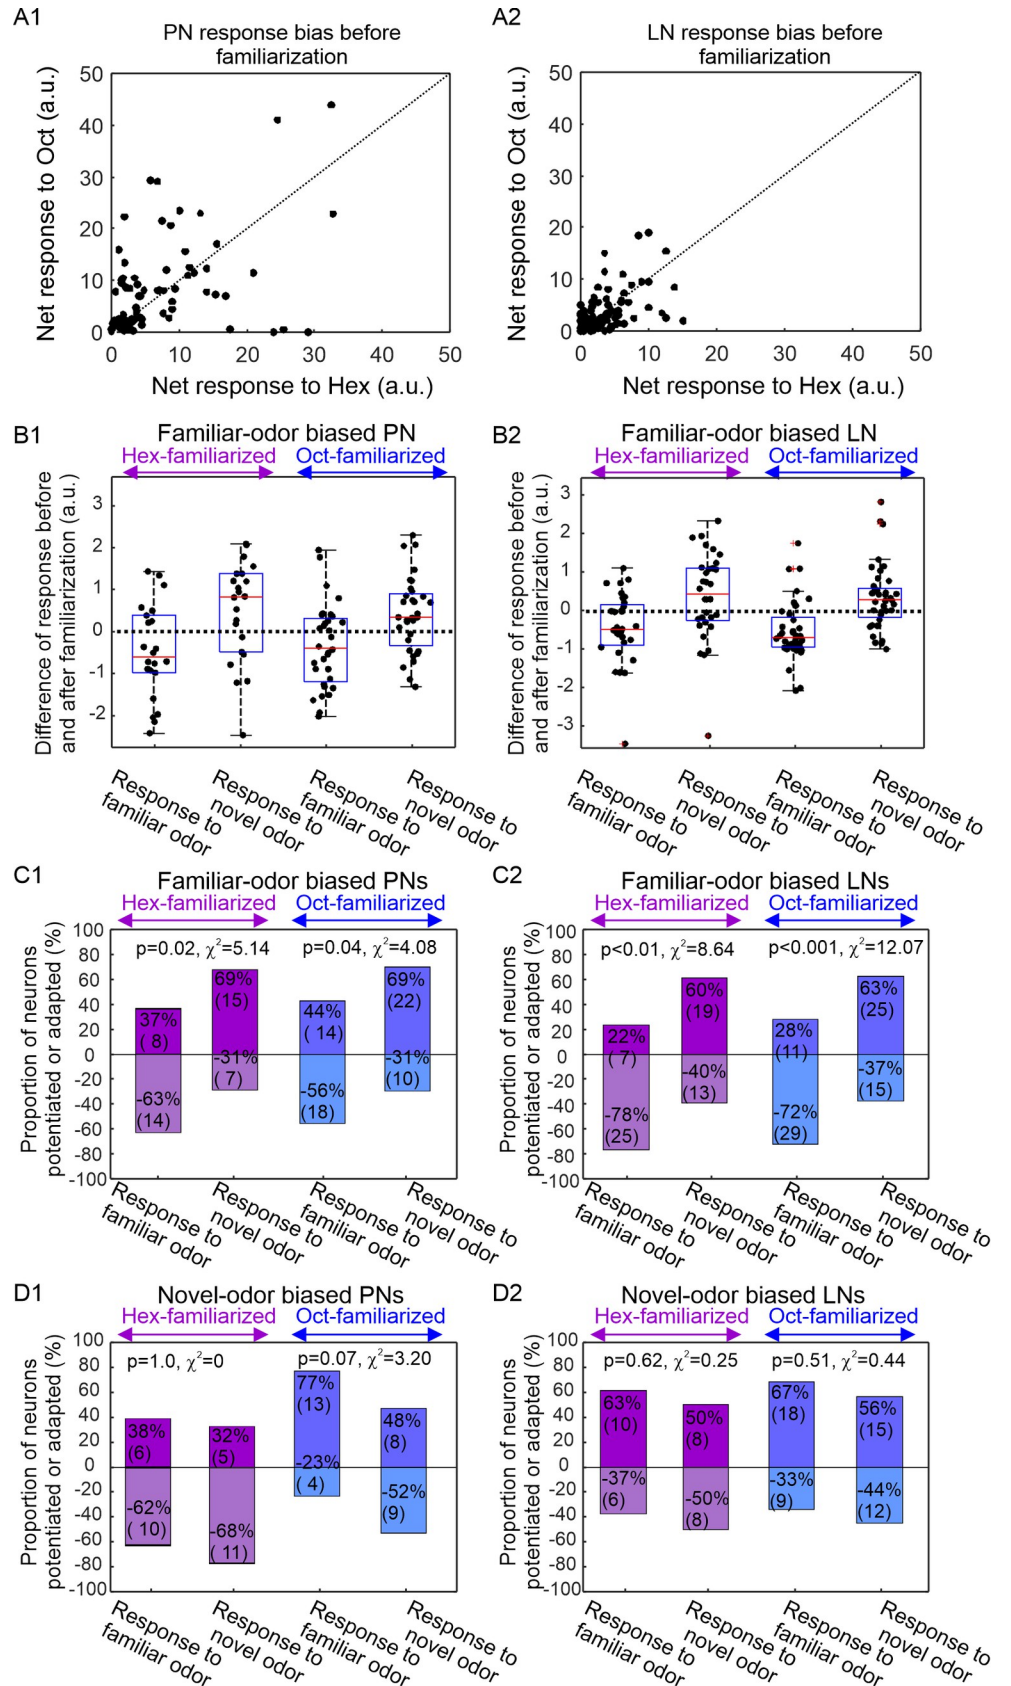 A1
PN response bias before
familiarization
Net response to Oct (a.u.)
50
40
30
20
10
0
0 10 20 30 40 50
Net response to Hex (a.u.)
A2
LN response bias before
familiarization
Net response to Oct (a.u.)
50
40
30
20
10
0
0 10 20 30 40 50
Net response to Hex (a.u.)
B1
Familiar-odor biased PN
Hex-familiarized Oct-familiarized
Difference of response before
and after familiarization (a.u.)
3
2
1
0
-1
-2
Response to
familiar odor
Response to
novel odor
Response to
familiar odor
Response to
novel odor
B2
Familiar-odor biased LN
Hex-familiarized Oct-familiarized
Difference of response before
and after familiarization (a.u.)
3
2
1
0
-1
-2
-3
Response to
familiar odor
Response to
novel odor
Response to
familiar odor
Response to
novel odor
C1
Familiar-odor biased PNs
Hex-familiarized Oct-familiarized
Proportion of neurons
potentiated or adapted (%)
100
80
60
40
20
0
-20
-40
-60
-80
-100
p=0.02, χ²=5.14 p=0.04, χ²=4.08
37%
( 8)
-63%
(14)
69%
(15)
-31%
( 7)
44%
( 14)
-56%
(18)
69%
(22)
-31%
(10)
Response to
familiar odor
Response to
novel odor
Response to
familiar odor
Response to
novel odor
C2
Familiar-odor biased LNs
Hex-familiarized Oct-familiarized
Proportion of neurons
potentiated or adapted (%)
100
80
60
40
20
0
-20
-40
-60
-80
-100
p<0.01, χ²=8.64 p<0.001, χ²=12.07
22%
( 7)
-78%
(25)
60%
(19)
-40%
(13)
28%
(11)
-72%
(29)
63%
(25)
-37%
(15)
Response to
familiar odor
Response to
novel odor
Response to
familiar odor
Response to
novel odor
D1
Novel-odor biased PNs
Hex-familiarized Oct-familiarized
Proportion of neurons
potentiated or adapted (%)
100
80
60
40
20
0
-20
-40
-60
-80
-100
p=1.0, χ²=0 p=0.07, χ²=3.20
38%
(6)
-62%
( 10)
32%
(5)
-68%
( 11)
77%
(13)
-23%
( 4)
48%
(8)
-52%
(9)
Response to
familiar odor
Response to
novel odor
Response to
familiar odor
Response to
novel odor
D2
Novel-odor biased LNs
Hex-familiarized Oct-familiarized
Proportion of neurons
potentiated or adapted (%)
100
80
60
40
20
0
-20
-40
-60
-80
-100
p=0.62, χ²=0.25 p=0.51, χ²=0.44
63%
(10)
-37%
(6)
50%
(8)
-50%
(8)
67%
(18)
-33%
(9)
56%
(15)
-44%
(12)
Response to
familiar odor
Response to
novel odor
Response to
familiar odor
Response to
novel odor